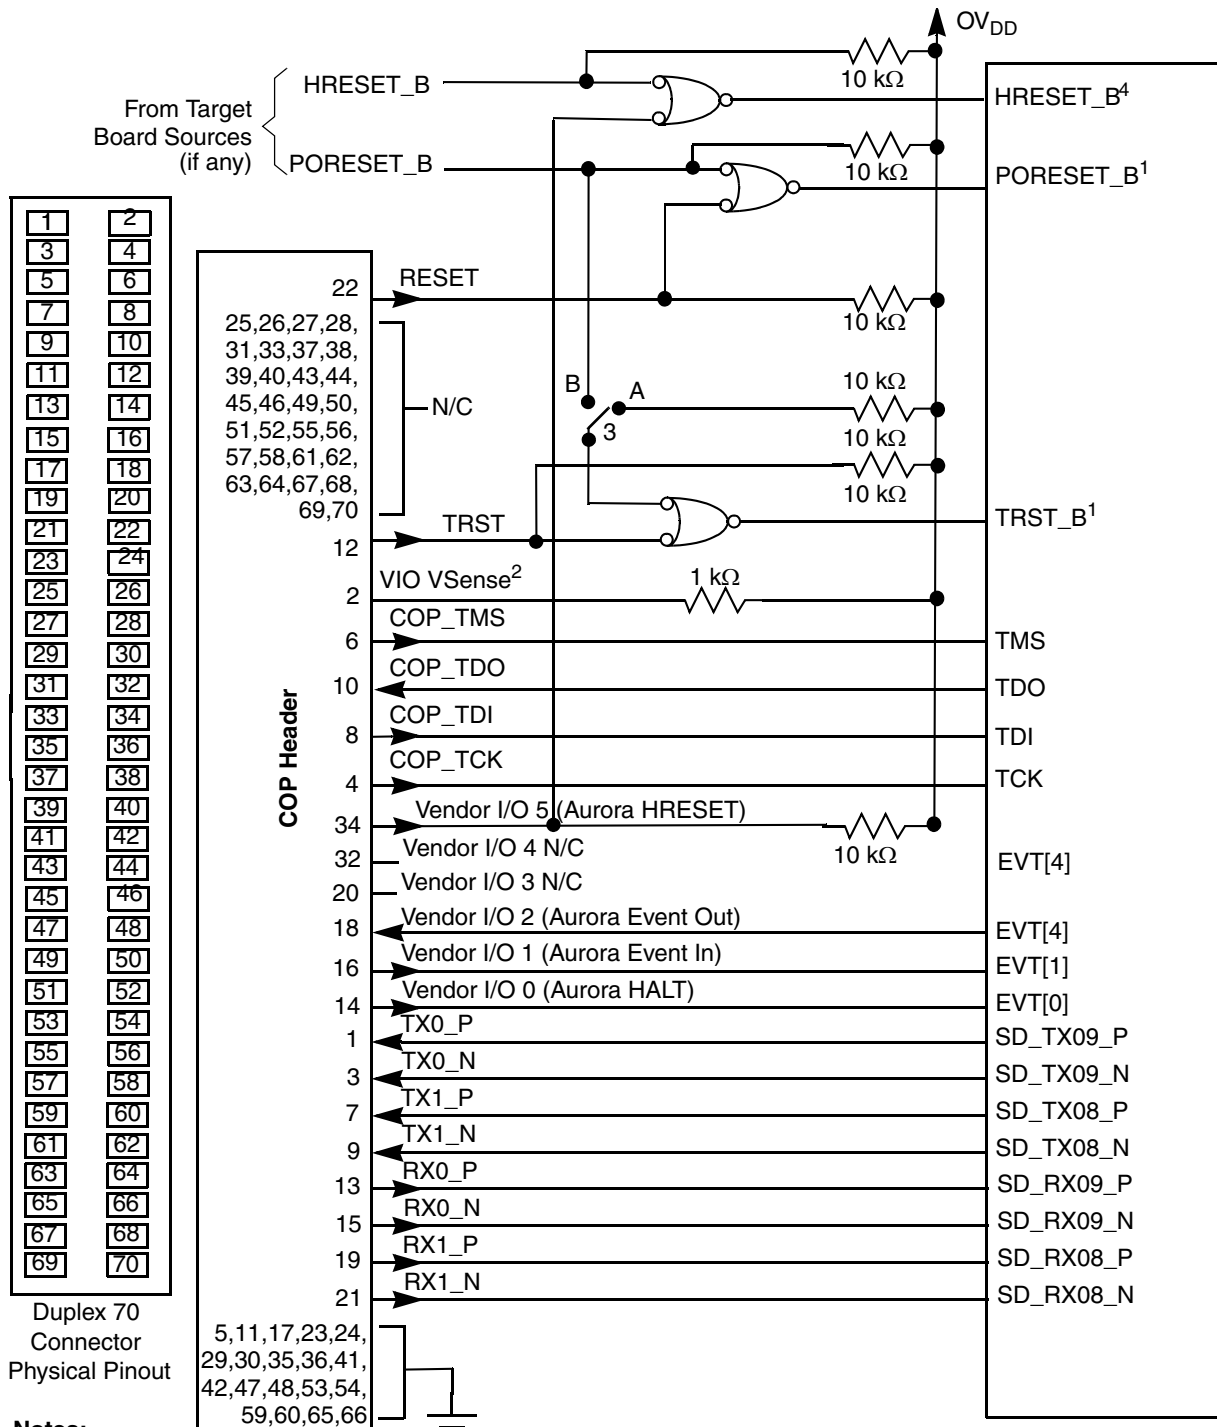 OVDD
10 kΩ
HRESET_B
HRESET_B4
From Target
Board Sources
(if any)
10 kΩ
PORESET_B
PORESET_B1
1 2
3 4
5 6
7 8
9 10
11 12
13 14
15 16
17 18
19 20
21 22
23 24
25 26
27 28
29 30
31 32
33 34
35 36
37 38
39 40
41 42
43 44
45 46
47 48
49 50
51 52
53 54
55 56
57 58
59 60
61 62
63 64
65 66
67 68
69 70
Duplex 70
Connector
Physical Pinout
Notes:
COP Header
22 RESET
10 kΩ
25,26,27,28,
31,33,37,38,
39,40,43,44,
45,46,49,50,
51,52,55,56,
57,58,61,62,
63,64,67,68,
69,70
N/C
B A
3
10 kΩ
10 kΩ
10 kΩ
12 TRST
TRST_B1
2 VIO VSense2
1 kΩ
6 COP_TMS TMS
10 COP_TDO TDO
8 COP_TDI TDI
4 COP_TCK TCK
34 Vendor I/O 5 (Aurora HRESET)
10 kΩ
32 Vendor I/O 4 N/C
EVT[4]
20 Vendor I/O 3 N/C
18 Vendor I/O 2 (Aurora Event Out) EVT[4]
16 Vendor I/O 1 (Aurora Event In) EVT[1]
14 Vendor I/O 0 (Aurora HALT) EVT[0]
1 TX0_P SD_TX09_P
3 TX0_N SD_TX09_N
7 TX1_P SD_TX08_P
9 TX1_N SD_TX08_N
13 RX0_P SD_RX09_P
15 RX0_N SD_RX09_N
19 RX1_P SD_RX08_P
21 RX1_N SD_RX08_N
5,11,17,23,24,
29,30,35,36,41,
42,47,48,53,54,
59,60,65,66